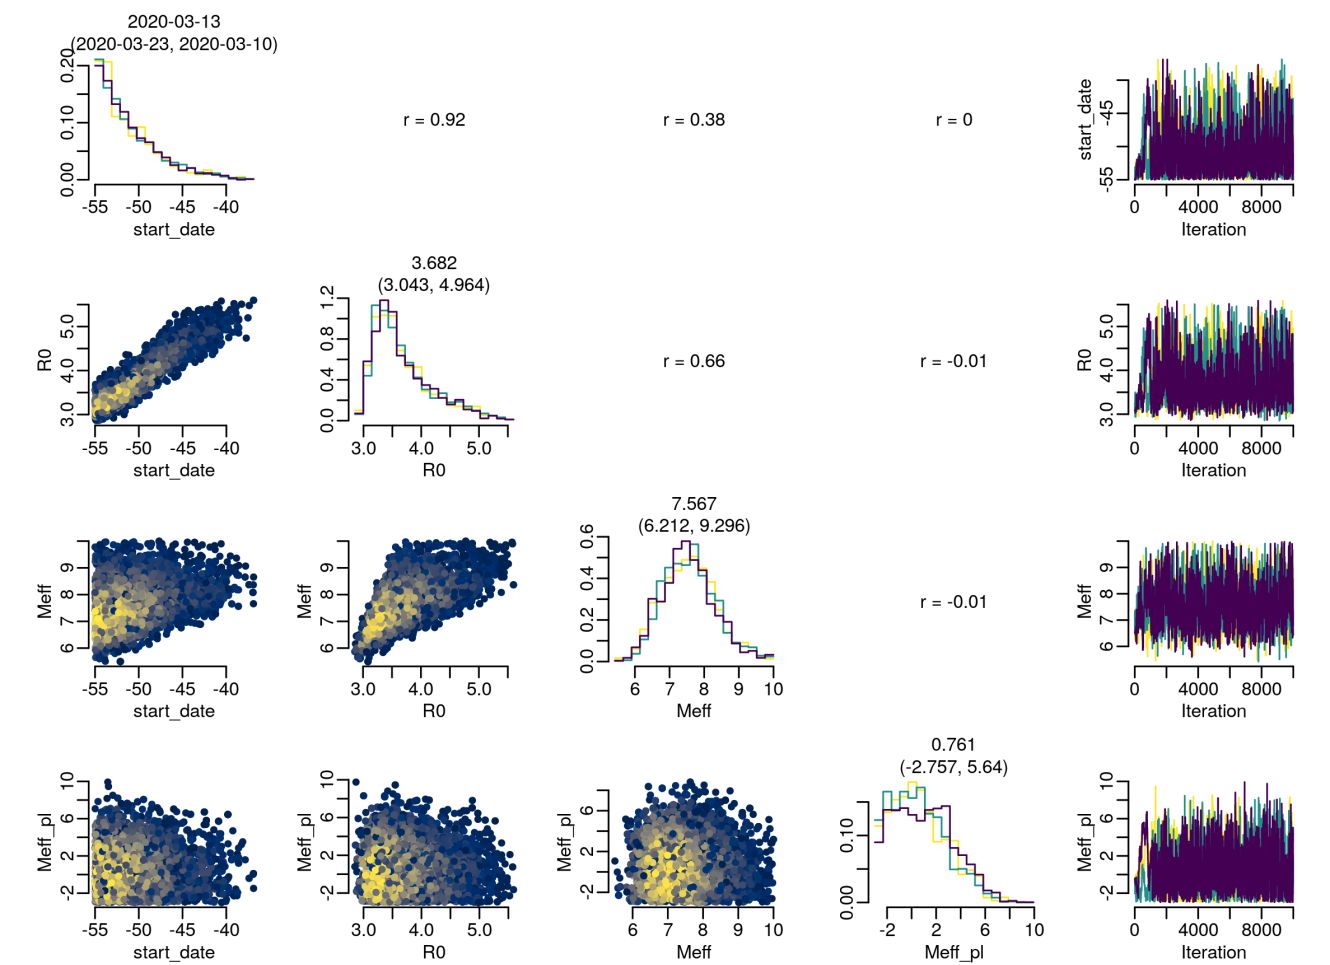 2020-03-13
(2020-03-23, 2020-03-10)
0.00 0.10 0.20
-55 -50 -45 -40
start_date
r = 0.92
r = 0.38
r = 0
start_date
-55 -45
0 4000 8000
Iteration
R0
3.0 4.0 5.0
-55 -50 -45 -40
start_date
3.682
(3.043, 4.964)
0.0 0.4 0.8 1.2
3.0 4.0 5.0
R0
r = 0.66
r = -0.01
R0
3.0 4.0 5.0
0 4000 8000
Iteration
Meff
6 7 8 9
-55 -50 -45 -40
start_date
Meff
6 7 8 9
3.0 4.0 5.0
R0
7.567
(6.212, 9.296)
0.0 0.2 0.4 0.6
6 7 8 9 10
Meff
r = -0.01
Meff
6 7 8 9
0 4000 8000
Iteration
Meff_pl
-2 2 6 10
-55 -50 -45 -40
start_date
Meff_pl
-2 2 6 10
3.0 4.0 5.0
R0
Meff_pl
-2 2 6
6 7 8 9 10
Meff
0.761
(-2.757, 5.64)
0.00 0.10
-2 2 6 10
Meff_pl
Meff_pl
-2 2 6 10
0 4000 8000
Iteration